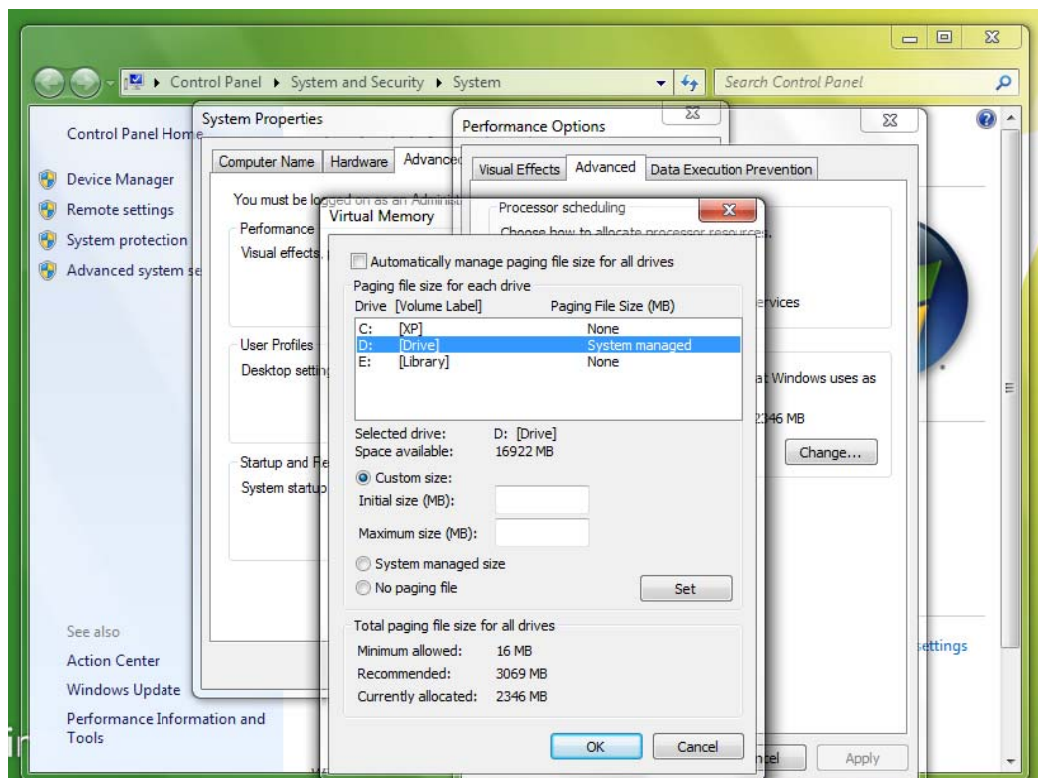 Control Panel
System and Security
System
Search Control Panel
Control Panel Home
Device Manager
Remote settings
System protection
Advanced system se
See also
Action Center
Windows Update
Performance Information and
Tools
System Properties
Computer Name
Hardware
Advanced
You must be logged on as an Administ
Performance
Visual effects,
User Profiles
Desktop settin
Startup and Re
System startup
Performance Options
Visual Effects
Advanced
Data Execution Prevention
Processor scheduling
Choose how to allocate processor resources.
ervices
at Windows uses as
2346 MB
Change...
ettings
ncel
Apply
Virtual Memory
Automatically manage paging file size for all drives
Paging file size for each drive
Drive [Volume Label] Paging File Size (MB)
C: [XP] None
D: [Drive] System managed
E: [Library] None
Selected drive: D: [Drive]
Space available: 16922 MB
Custom size:
Initial size (MB):
Maximum size (MB):
System managed size
No paging file
Set
Total paging file size for all drives
Minimum allowed: 16 MB
Recommended: 3069 MB
Currently allocated: 2346 MB
OK
Cancel